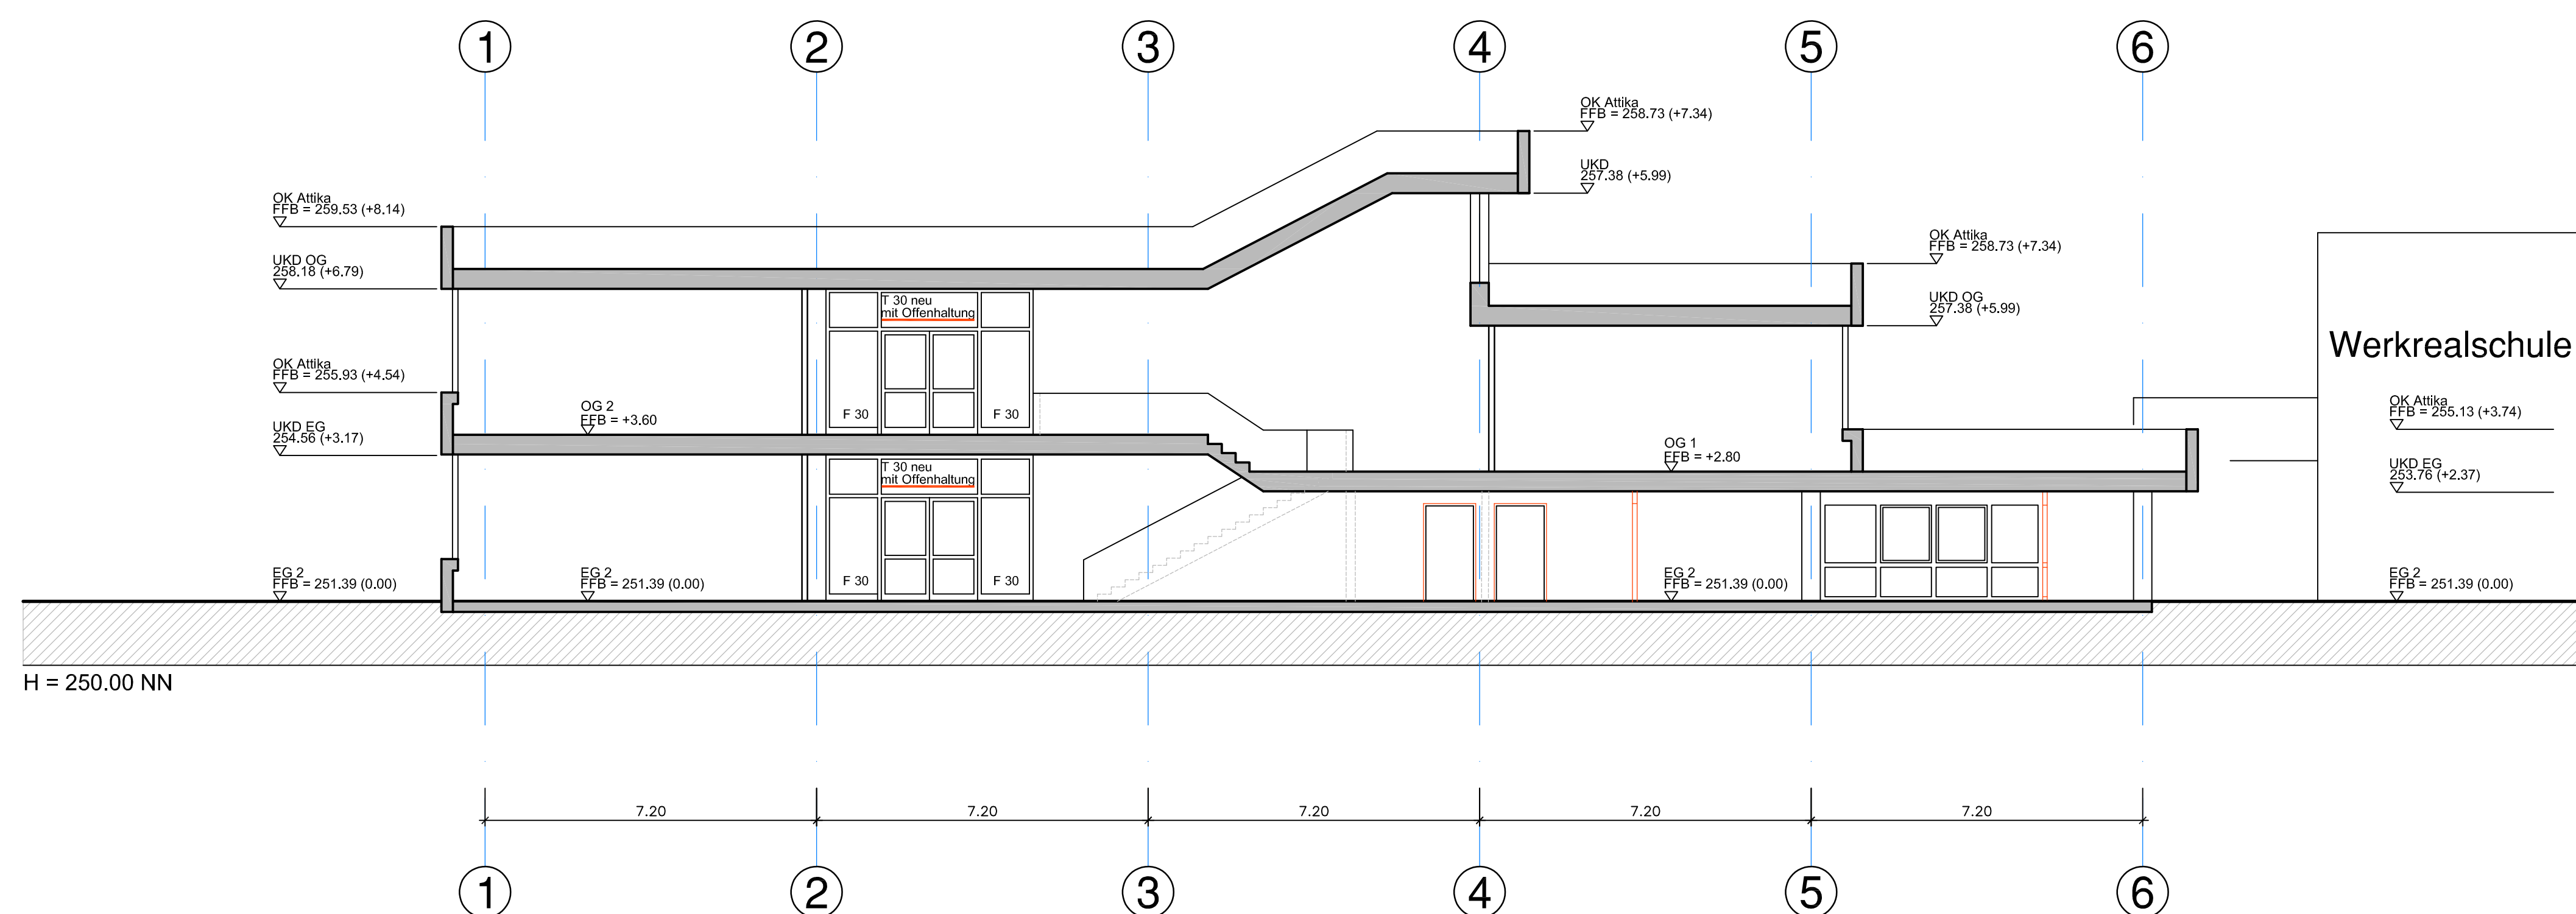 1 2 3 4 5 6
OK Attika
FFB = 258.73 (+7.34)
UKD
257.38 (+5.99)
OK Attika
FFB = 259.53 (+8.14)
UKD OG
258.18 (+6.79)
OK Attika
FFB = 258.73 (+7.34)
UKD OG
257.38 (+5.99)
T 30 neu
mit Offenhaltung
F 30 F 30
Werkrealschule
OK Attika
FFB = 255.93 (+4.54)
UKD EG
254.56 (+3.17)
OG 2
FFB = +3.60
OG 1
FFB = +2.80
OK Attika
FFB = 255.13 (+3.74)
UKD EG
253.76 (+2.37)
T 30 neu
mit Offenhaltung
F 30 F 30
EG 2
FFB = 251.39 (0.00)
EG 2
FFB = 251.39 (0.00)
EG 2
FFB = 251.39 (0.00)
EG 2
FFB = 251.39 (0.00)
H = 250.00 NN
7.20 7.20 7.20 7.20 7.20
1 2 3 4 5 6